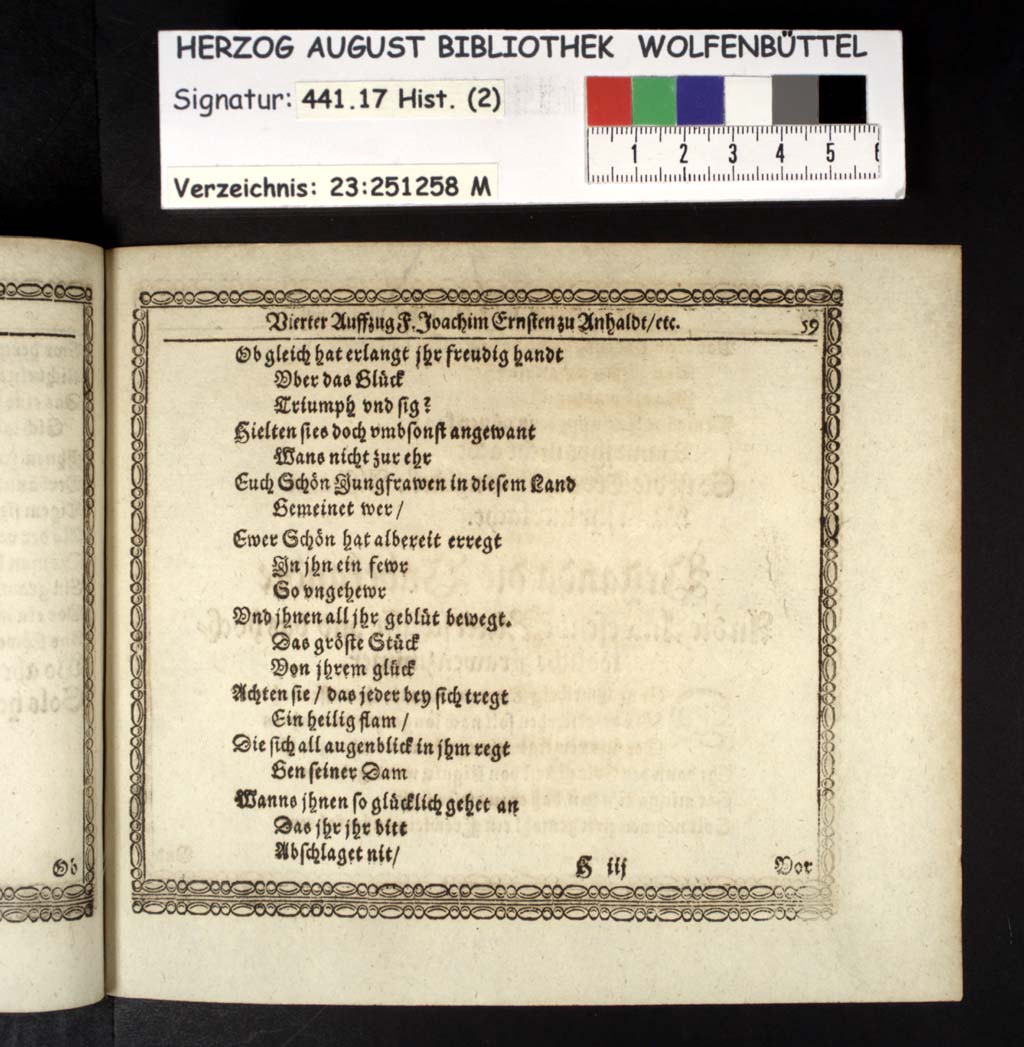 HERZOG AUGUST BIBLIOTHEK WOLFENBÜTTEL
Signatur: 441.17 Hist. (2)
1 2 3 4 5 6
Verzeichnis: 23:251258 M
Vierter Auffzug F. Joachim Ernsten zu Anhaldt/etc. 59
Ob gleich hat erlangt jhr freudig handt
Vber das Glück
Triumph vnd sig?
Hielten sies doch vmbsonst angewant
Wans nicht zur ehr
Euch Schön Jungfrawen in diesem Land
Gemeinet wer/
Ewer Schön hat albereit erregt
In jhn ein fewr
So vngehewr
Vnd jhnen all jhr geblüt bewegt.
Das gröste Stück
Von jhrem glück
Achten sie/ das jeder bey sich tregt
Ein heilig flam/
Die sich all augenblick in jhm regt
Gen seiner Dam
Wanns jhnen so glücklich gehet an
Das jhr jhr bitt
Abschlaget nit/
H iij Vor
Ob